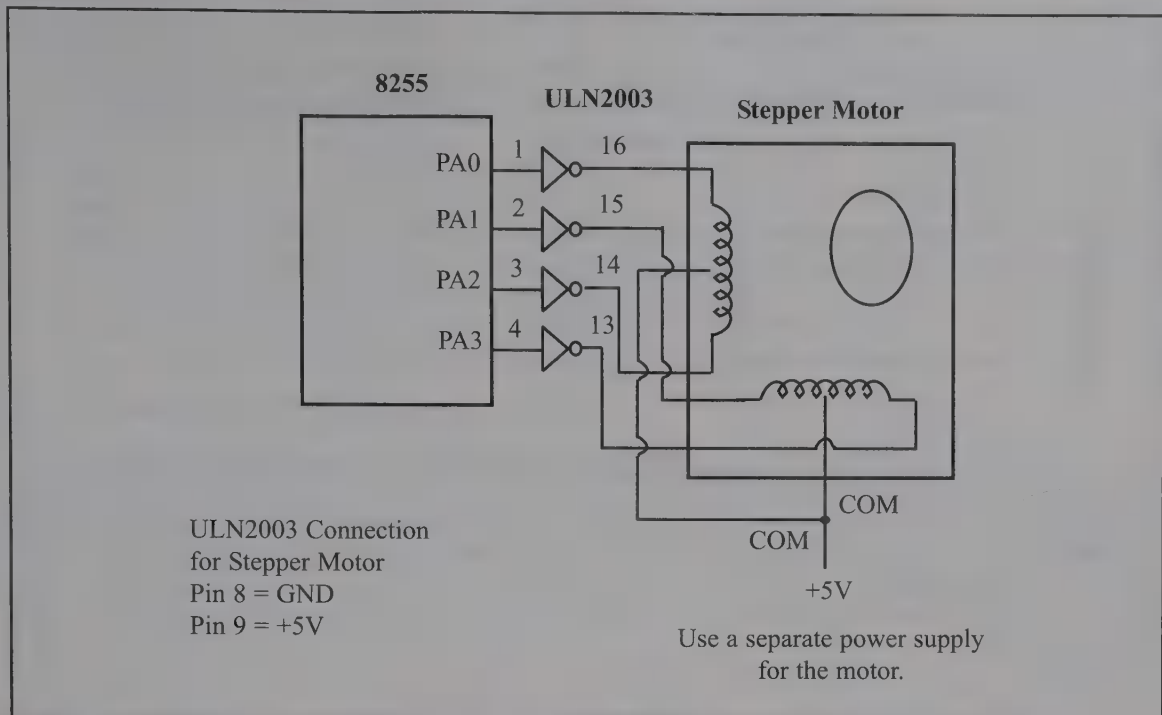 8255
ULN2003
Stepper Motor
PA0 1 16
PA1 2 15
PA2 3 14
PA3 4 13
COM
COM
+5V
ULN2003 Connection
for Stepper Motor
Pin 8 = GND
Pin 9 = +5V
Use a separate power supply
for the motor.